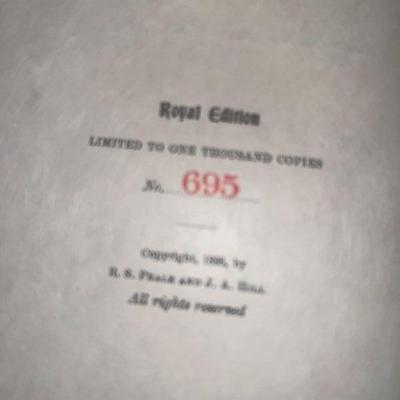 Royal Edition
LIMITED TO ONE THOUSAND COPIES
No. 695
Copyright, by
R. S. PEALE AND J. A. HILL
All rights reserved